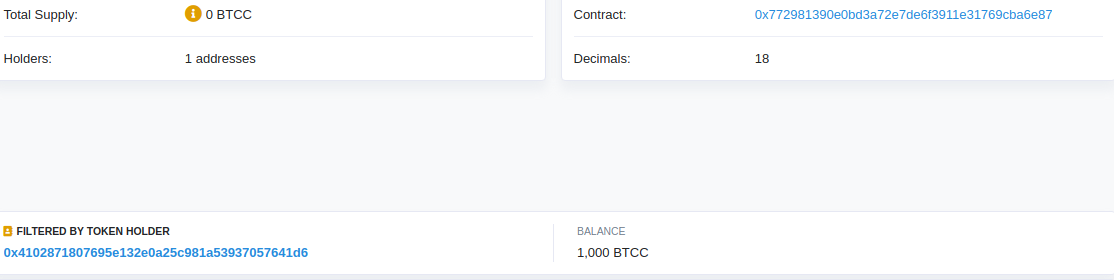 Total Supply: 0 BTCC
Contract: 0x772981390e0bd3a72e7de6f3911e31769cba6e87
Holders: 1 addresses
Decimals: 18
FILTERED BY TOKEN HOLDER
0x4102871807695e132e0a25c981a53937057641d6
BALANCE
1,000 BTCC